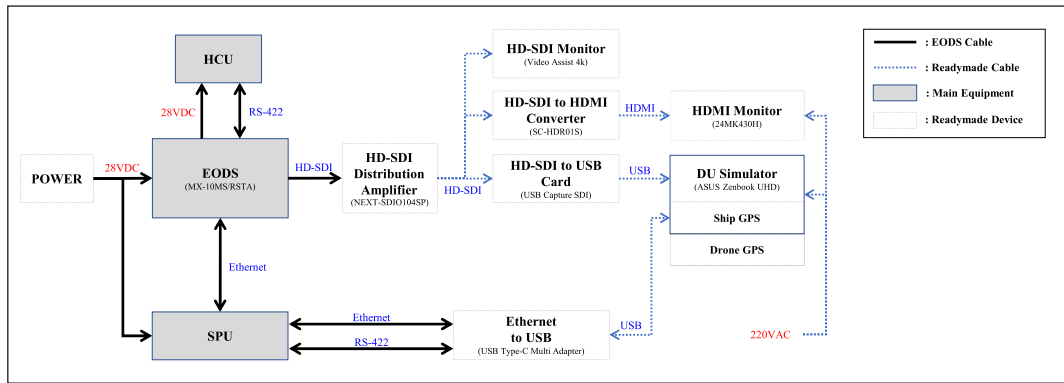 HCU
28VDC
RS-422
POWER
28VDC
EODS
(MX-10MS/RSTA)
HD-SDI
HD-SDI
Distribution
Amplifier
(NEXT-SDIO104SP)
HD-SDI
HD-SDI Monitor
(Video Assist 4k)
HD-SDI to HDMI
Converter
(SC-HDR01S)
HDMI
HDMI Monitor
(24MK430H)
HD-SDI to USB
Card
(USB Capture SDI)
USB
DU Simulator
(ASUS Zenbook UHD)
Ship GPS
Drone GPS
Ethernet
SPU
Ethernet
RS-422
Ethernet
to USB
(USB Type-C Multi Adapter)
USB
220VAC
: EODS Cable
: Readymade Cable
: Main Equipment
: Readymade Device